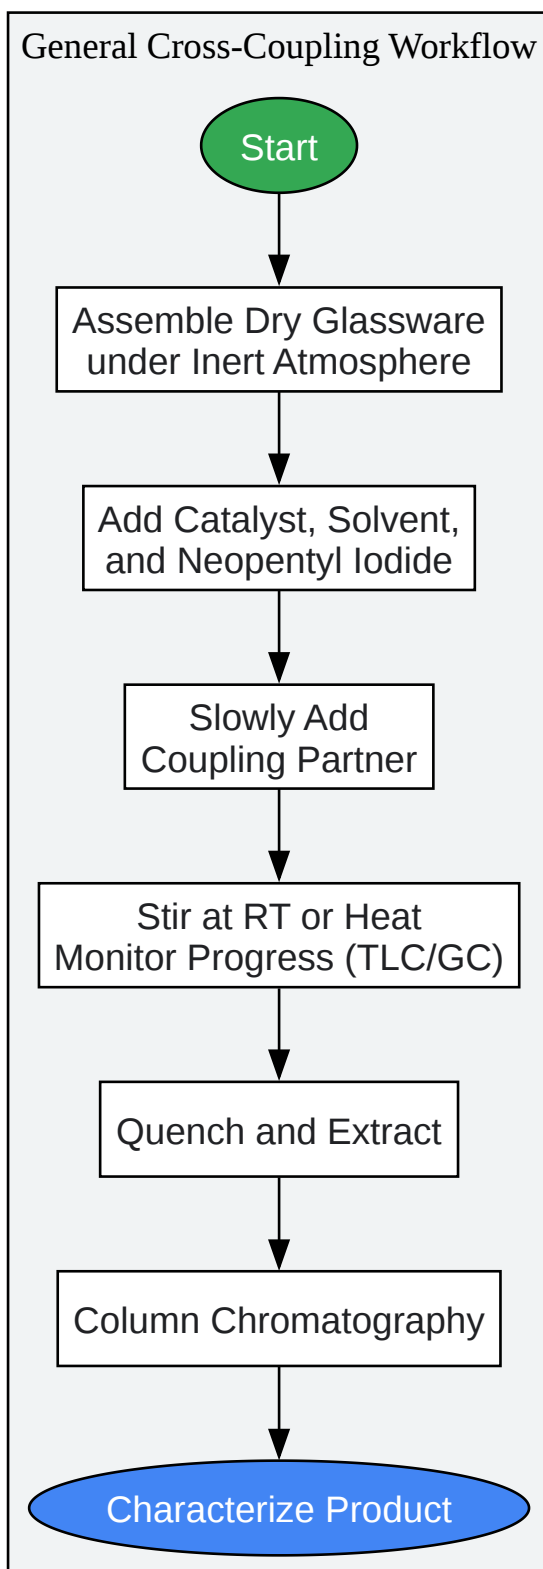 General Cross-Coupling Workflow
Start
Assemble Dry Glassware
under Inert Atmosphere
Add Catalyst, Solvent,
and Neopentyl Iodide
Slowly Add
Coupling Partner
Stir at RT or Heat
Monitor Progress (TLC/GC)
Quench and Extract
Column Chromatography
Characterize Product